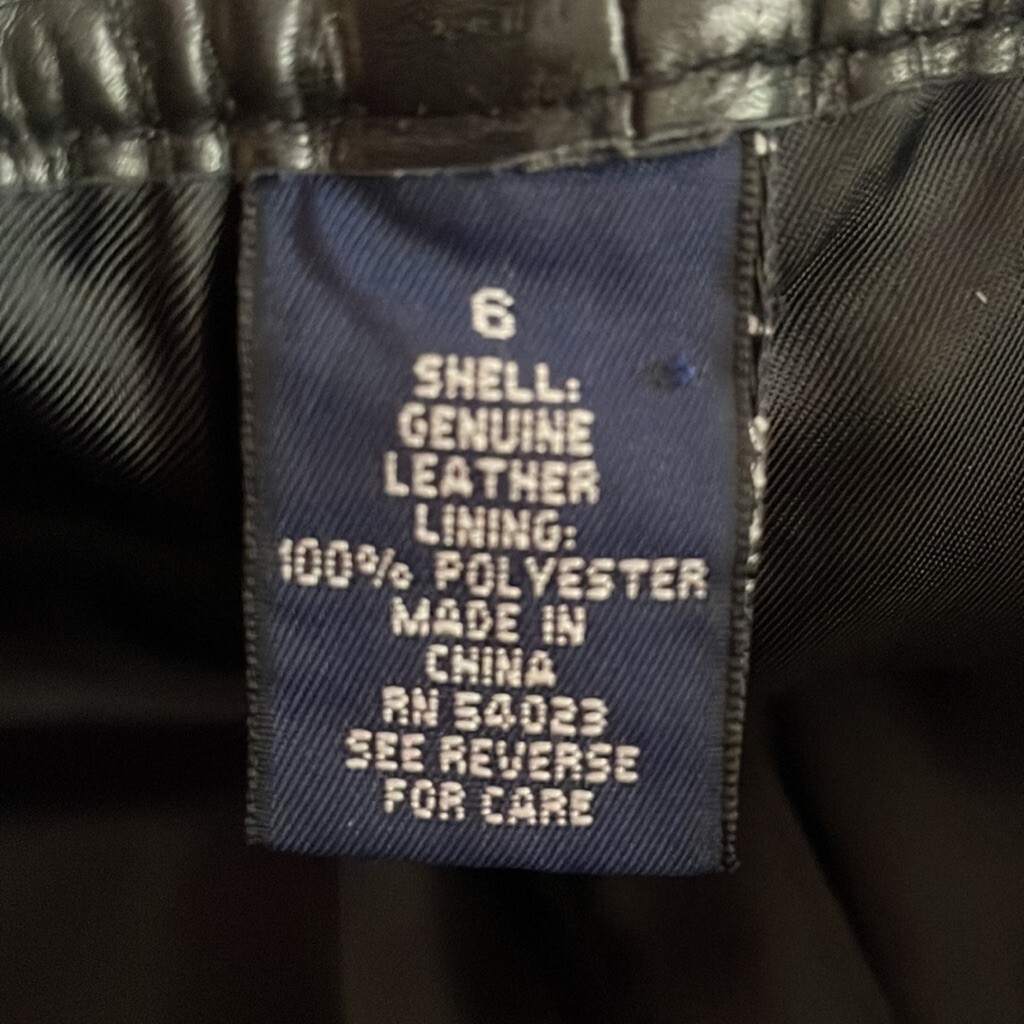 6
SHELL:
GENUINE
LEATHER
LINING:
100% POLYESTER
MADE IN
CHINA
RN 54023
SEE REVERSE
FOR CARE